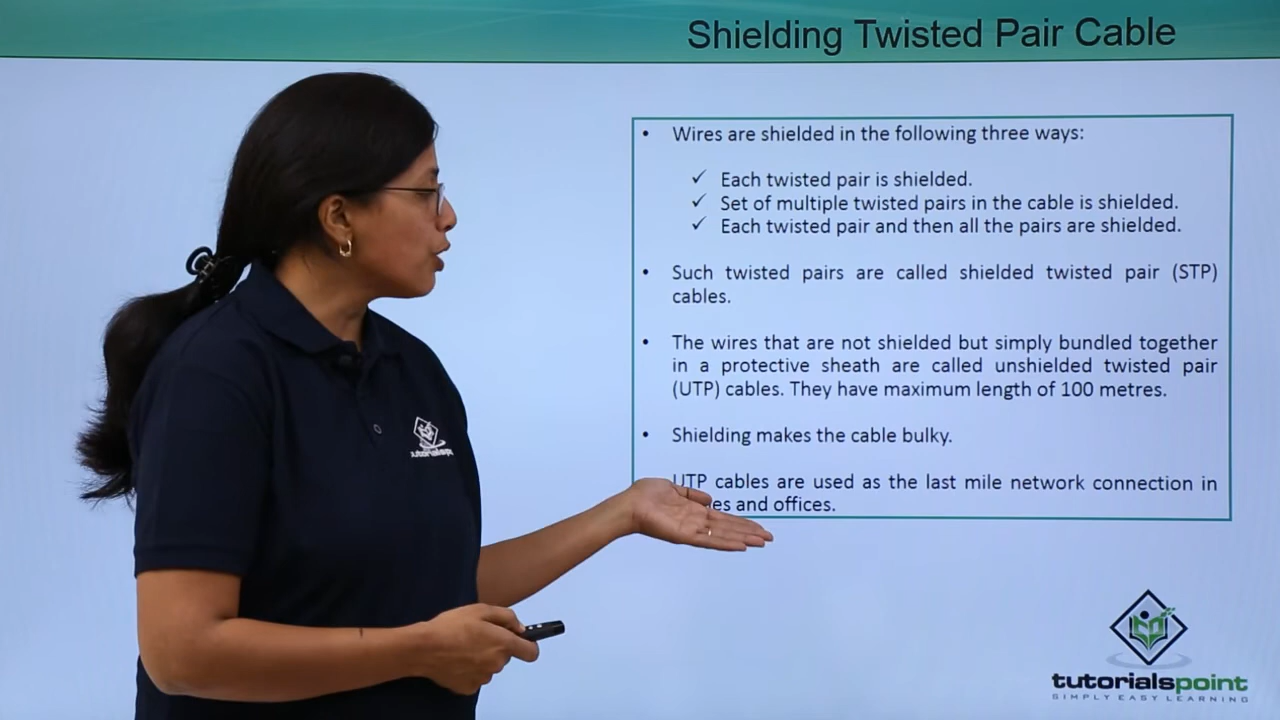 Shielding Twisted Pair Cable
• Wires are shielded in the following three ways:
✓ Each twisted pair is shielded.
✓ Set of multiple twisted pairs in the cable is shielded.
✓ Each twisted pair and then all the pairs are shielded.
• Such twisted pairs are called shielded twisted pair (STP)
cables.
• The wires that are not shielded but simply bundled together
in a protective sheath are called unshielded twisted pair
(UTP) cables. They have maximum length of 100 metres.
• Shielding makes the cable bulky.
UTP cables are used as the last mile network connection in
es and offices.
tutorialspoint
SIMPLY EASY LEARNING